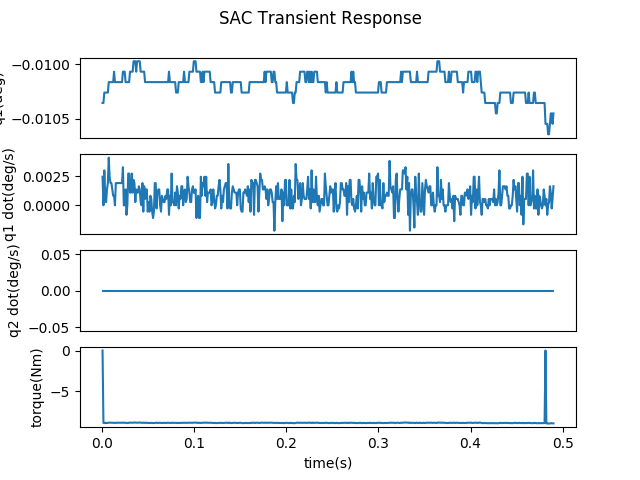 SAC Transient Response
−0.0100
−0.0105
q1(deg)
0.0025
0.0000
q1 dot(deg/s)
0.05
0.00
−0.05
q2 dot(deg/s)
0
−5
torque(Nm)
0.0 0.1 0.2 0.3 0.4 0.5
time(s)